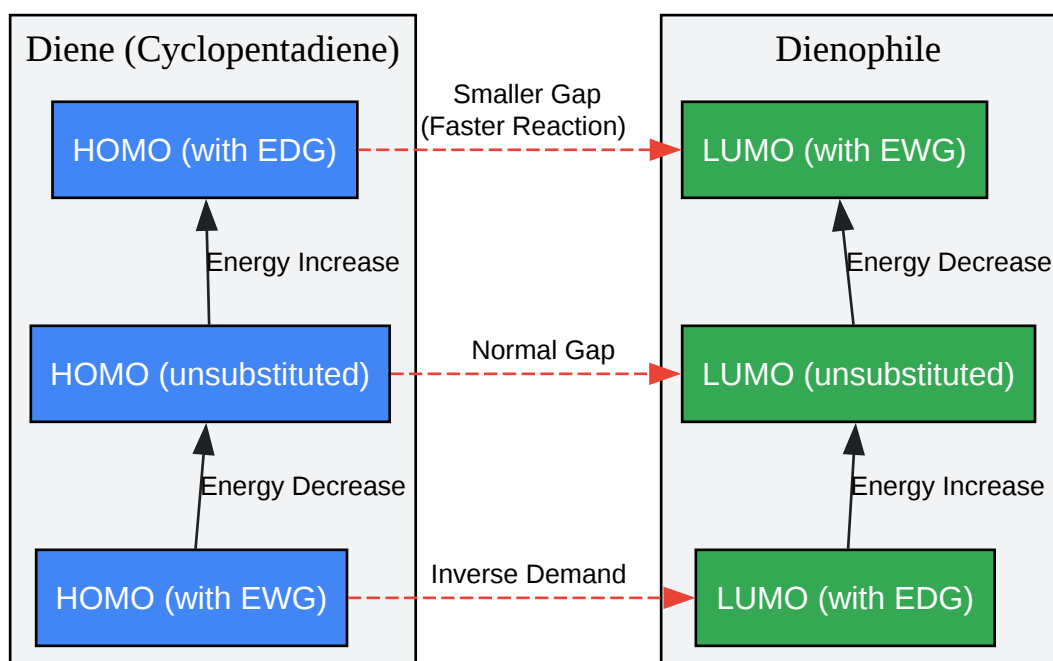 Diene (Cyclopentadiene)
Dienophile
Smaller Gap
(Faster Reaction)
HOMO (with EDG)
LUMO (with EWG)
Energy Increase
Energy Decrease
Normal Gap
HOMO (unsubstituted)
LUMO (unsubstituted)
Energy Decrease
Energy Increase
Inverse Demand
HOMO (with EWG)
LUMO (with EDG)